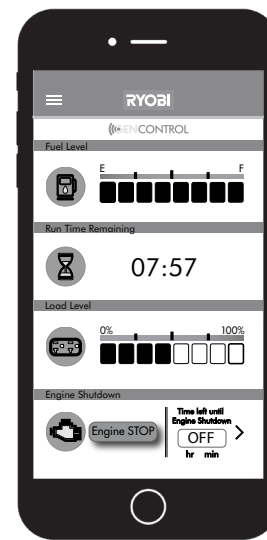 RYOBI
GENCONTROL
Fuel Level
E F
Run Time Remaining
07:57
Load Level
0% 100%
Engine Shutdown
Engine STOP
Time left until
Engine Shutdown
OFF
hr min